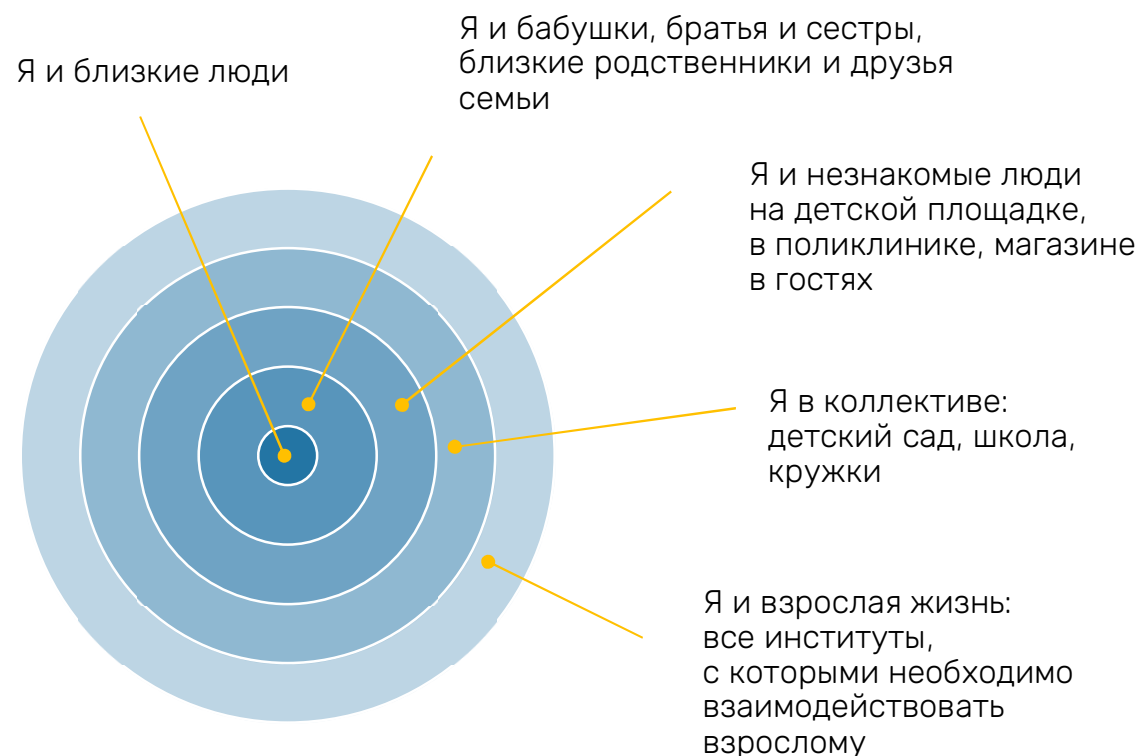 Я и близкие люди
Я и бабушки, братья и сестры,
близкие родственники и друзья
семьи
Я и незнакомые люди
на детской площадке,
в поликлинике, магазине
в гостях
Я в коллективе:
детский сад, школа,
кружки
Я и взрослая жизнь:
все институты,
с которыми необходимо
взаимодействовать
взрослому